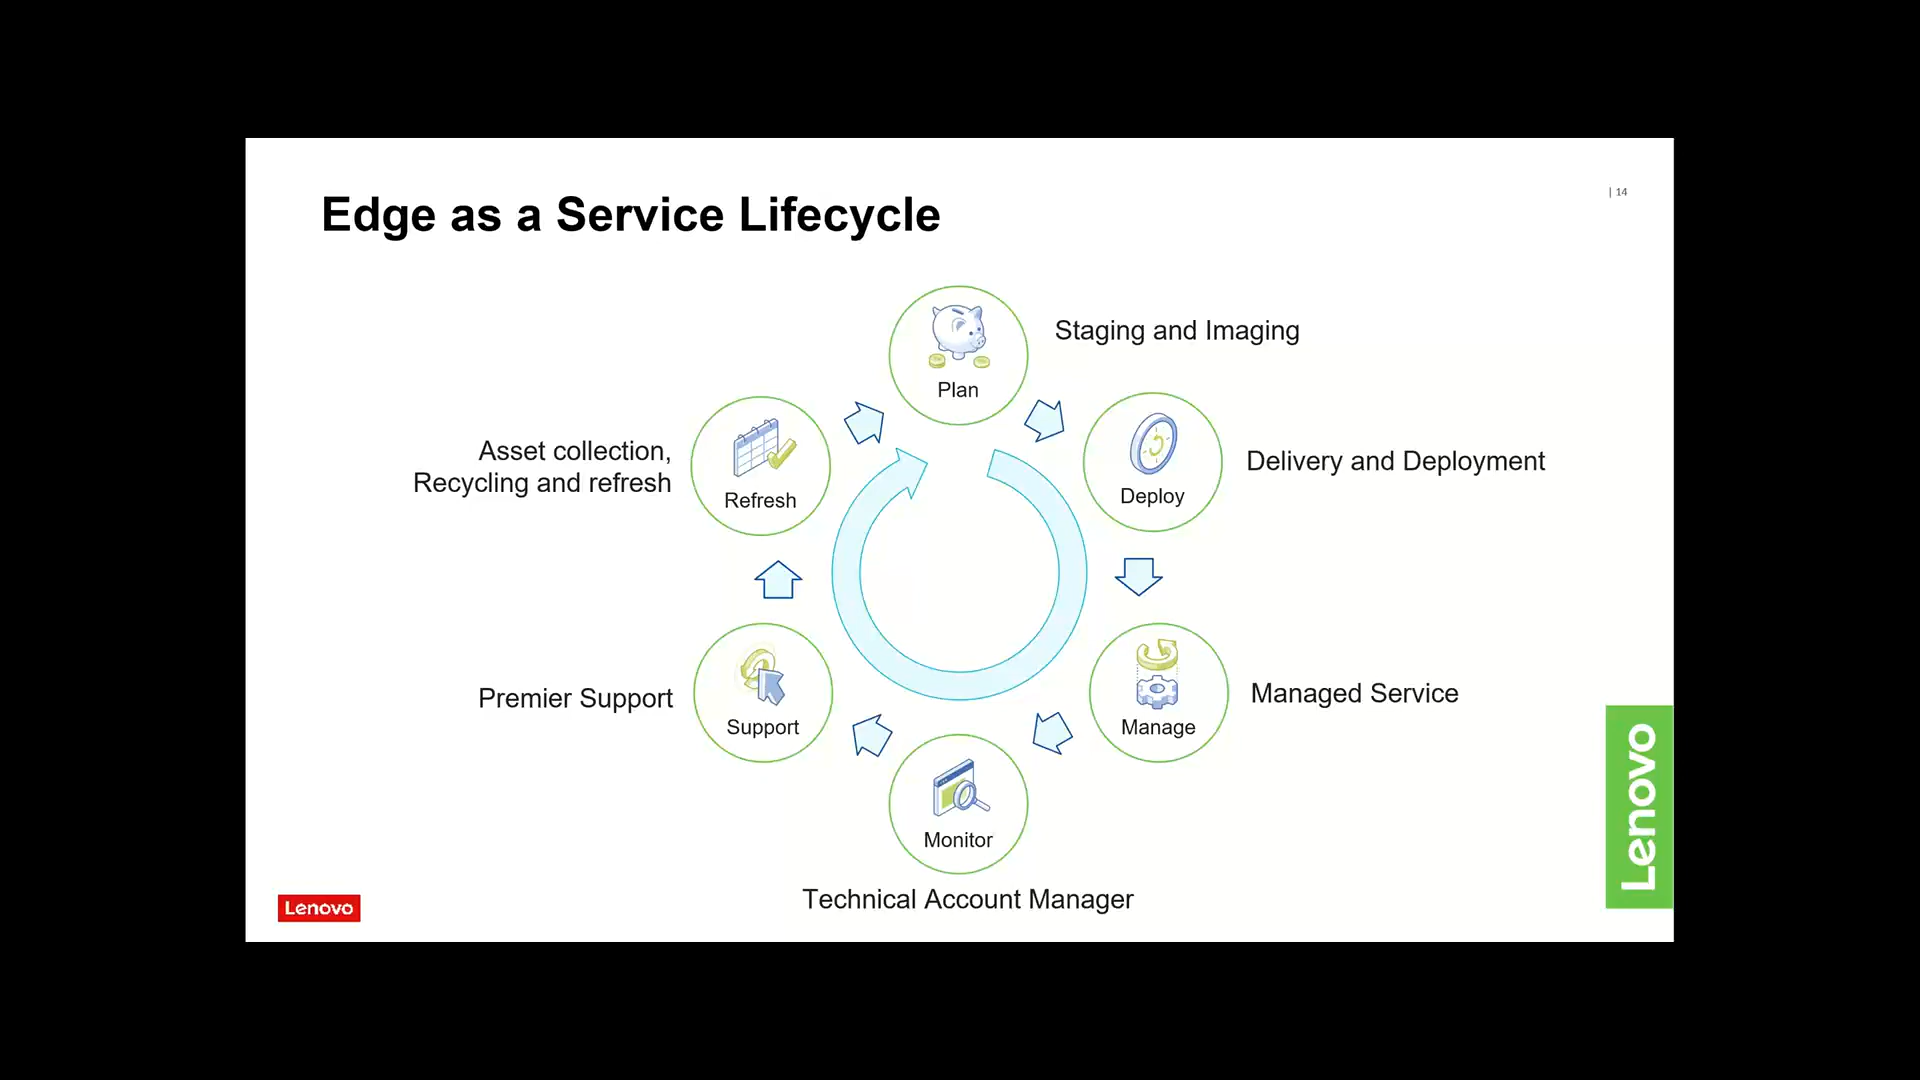 Edge as a Service Lifecycle
| 14
Plan
Staging and Imaging
Deploy
Delivery and Deployment
Manage
Managed Service
Monitor
Technical Account Manager
Support
Premier Support
Refresh
Asset collection,
Recycling and refresh
Lenovo
Lenovo